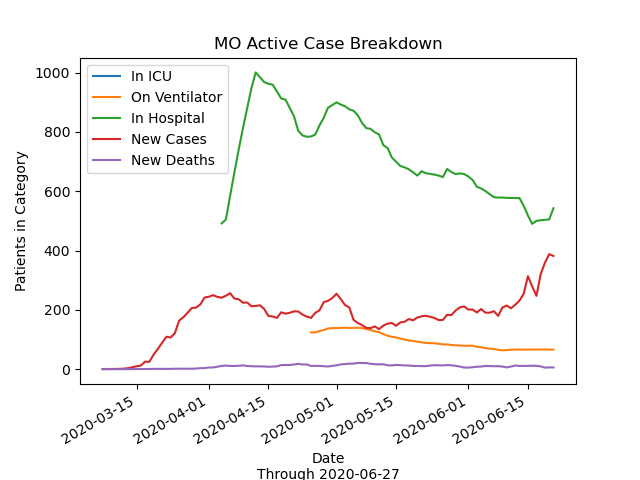 MO Active Case Breakdown
In ICU
On Ventilator
In Hospital
New Cases
New Deaths
Patients in Category
1000
800
600
400
200
0
2020-03-15
2020-04-01
2020-04-15
2020-05-01
2020-05-15
2020-06-01
2020-06-15
Date
Through 2020-06-27